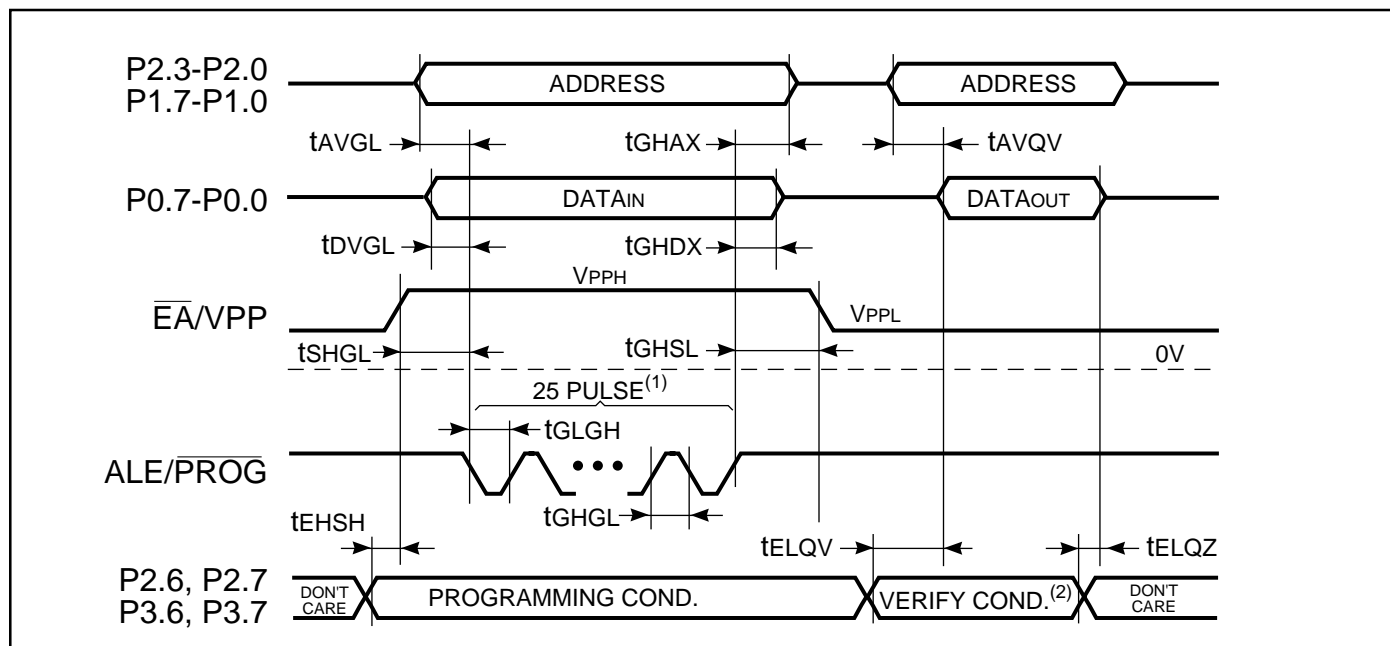 P2.3-P2.0
P1.7-P1.0
ADDRESS
ADDRESS
tAVGL
tGHAX
tAVQV
P0.7-P0.0
DATAIN
DATAOUT
tDVGL
tGHDX
EA/VPP
VPPH
VPPL
tSHGL
tGHSL
0V
25 PULSE(1)
tGLGH
ALE/PROG
tGHGL
tEHSH
tELQV
tELQZ
P2.6, P2.7
P3.6, P3.7
DON'T
CARE
PROGRAMMING COND.
VERIFY COND.(2)
DON'T
CARE